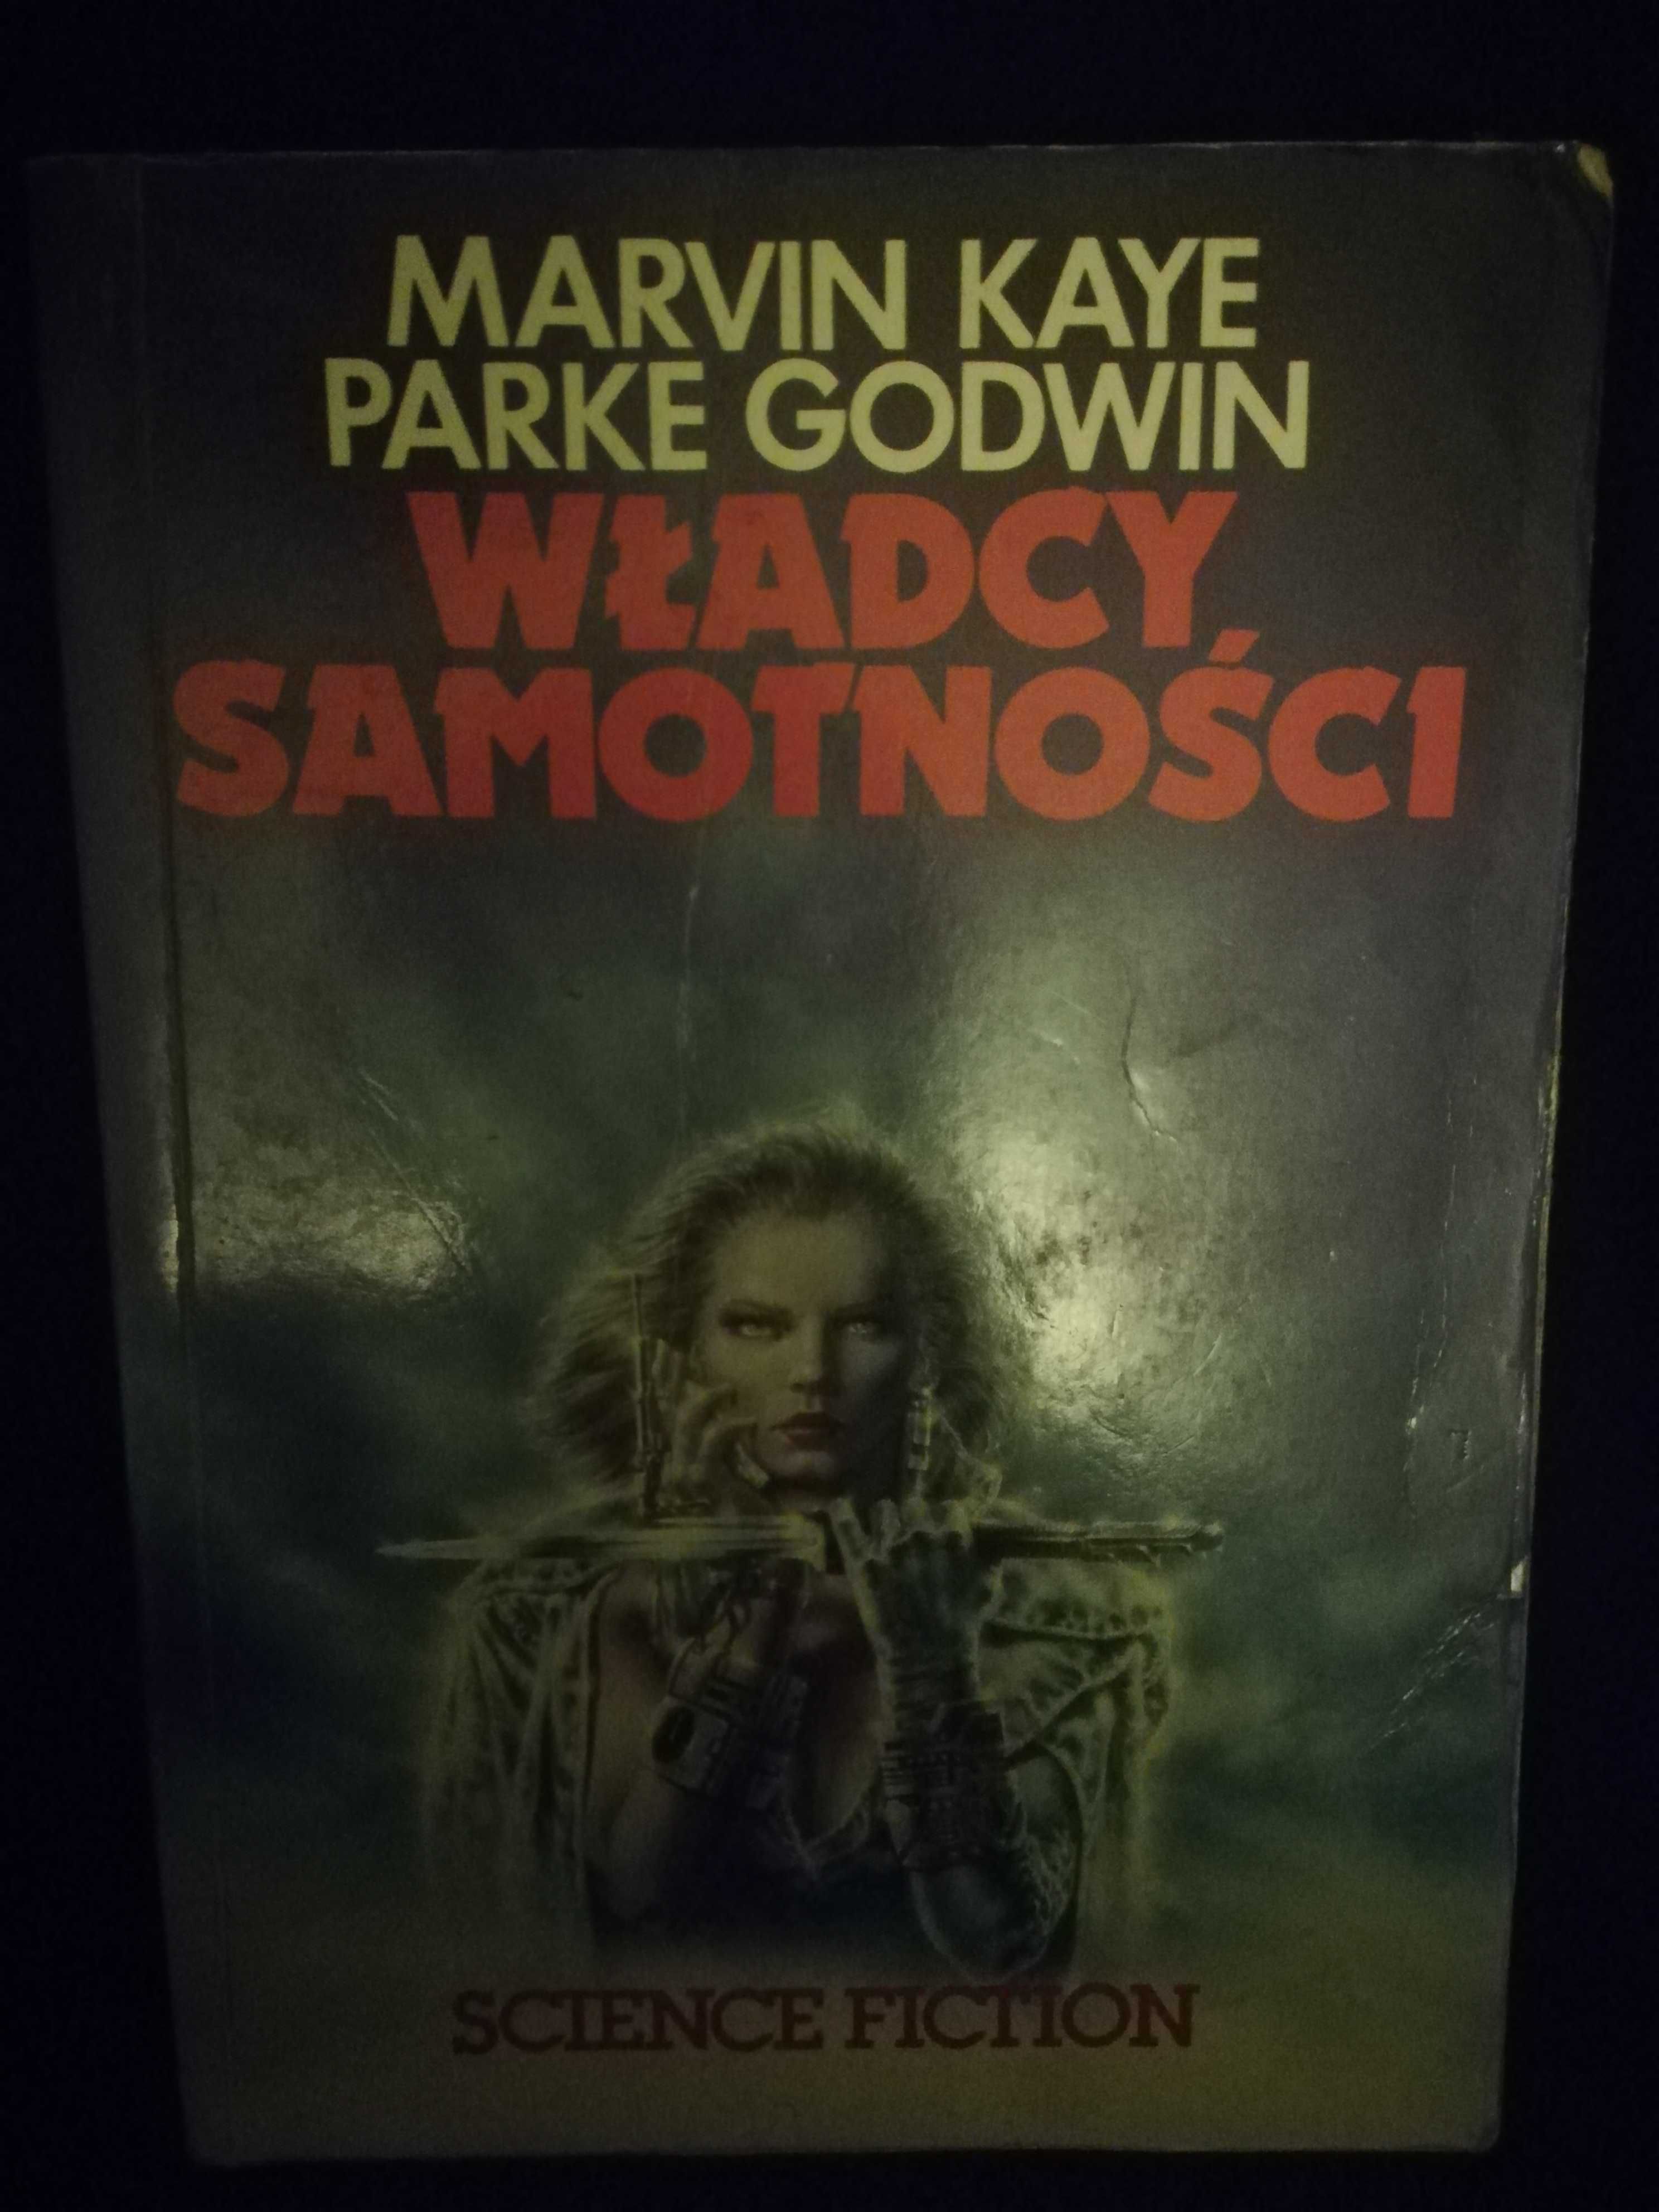 MARVIN KAYE
PARKE GODWIN
WŁADCY
SAMOTNOŚCI
SCIENCE FICTION